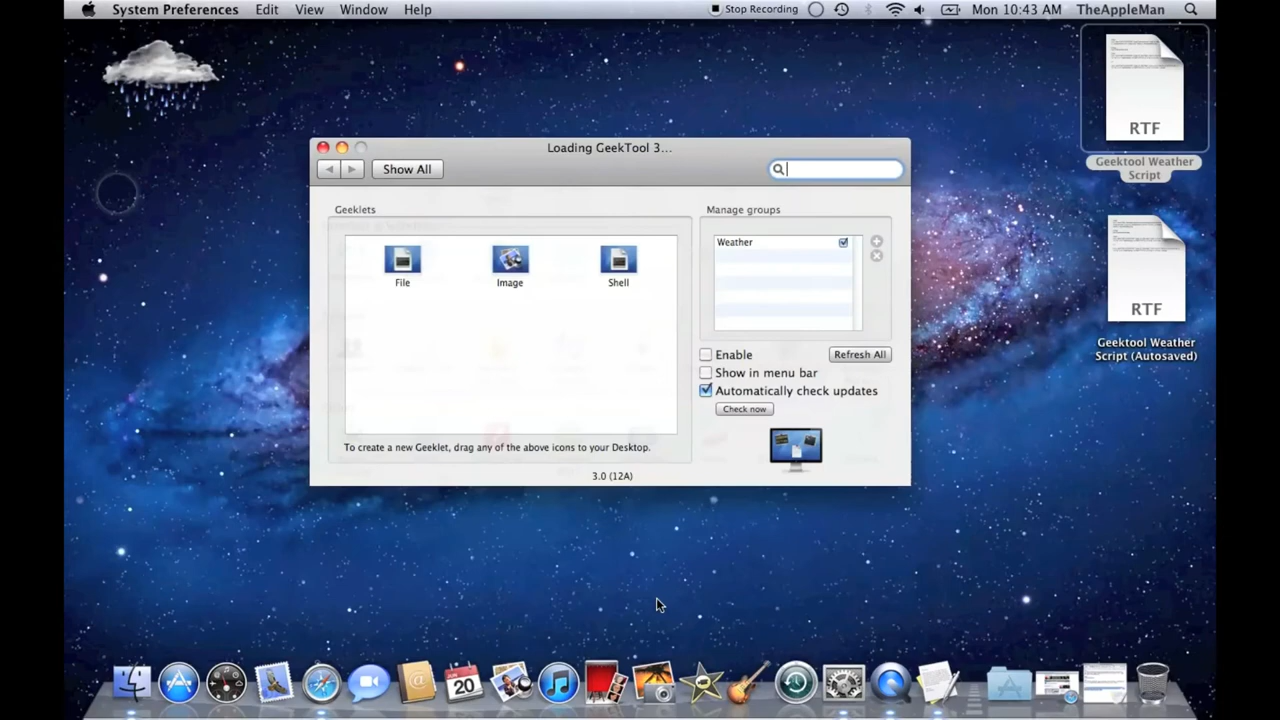 System Preferences Edit View Window Help
Stop Recording Mon 10:43 AM TheAppleMan
RTF
Geektool Weather
Script
RTF
Geektool Weather
Script (Autosaved)
Loading GeekTool 3...
Show All
Geeklets
Manage groups
File Image Shell
Weather
Enable
Refresh All
Show in menu bar
Automatically check updates
Check now
To create a new Geeklet, drag any of the above icons to your Desktop.
3.0 (12A)
20